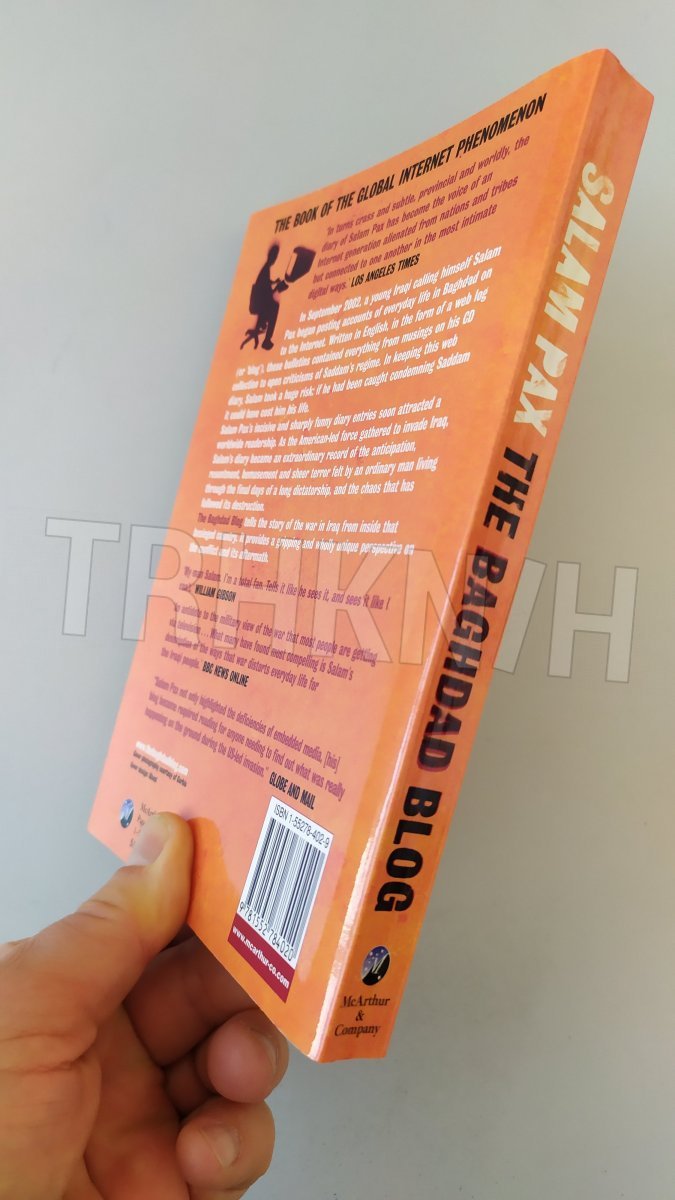 THE BOOK OF THE GLOBAL INTERNET PHENOMENON
"In turns crass and subtle, provincial and worldly, the
diary of Salam Pax has become the voice of an
Internet generation alienated from nations and tribes
but connected to one another in the most intimate
digital ways. LOS ANGELES TIMES
In September 2002, a young Iraqi calling himself Salam
Pax began posting accounts of everyday life in Baghdad on
to the Internet. Written in English, in the form of a web log
(or 'blog'), these bulletins contained everything from musings on his CD
collection to open criticisms of Saddam's regime. In keeping this web
diary, Salam took a huge risk: if he had been caught condemning Saddam
it could have cost him his life.
Salam Pax's incisive and sharply funny diary entries soon attracted a
worldwide readership. As the American-led force gathered to invade Iraq,
Salam's diary became an extraordinary record of the anticipation,
resentment, bemusement and sheer terror felt by an ordinary man living
through the final days of a long dictatorship, and the chaos that has
followed its destruction.
The Baghdad Blog tells the story of the war in Iraq from inside that
besieged country. It provides a gripping and wholly unique perspective on
the conflict and its aftermath.
'My man Salam. I'm a total fan. Tells it like he sees it, and sees it like I
WILLIAM GIBSON
antidote to the military view of the war that most people are getting
via television... What many have found most compelling is Salam's
description of the ways that war distorts everyday life for
the Iraqi people. BBC NEWS ONLINE
"Salam Pax not only highlighted the deficiencies of embedded media, [his]
blog became required reading for anyone needing to find out what was really
happening on the ground during the US-led invasion." GLOBE AND MAIL
ISBN 1-55278-402-9
9 781552 784020
www.mcarthur-co.com
SALAM PAX THE BAGHDAD BLOG
McArthur
&
Company
TRHKNVH